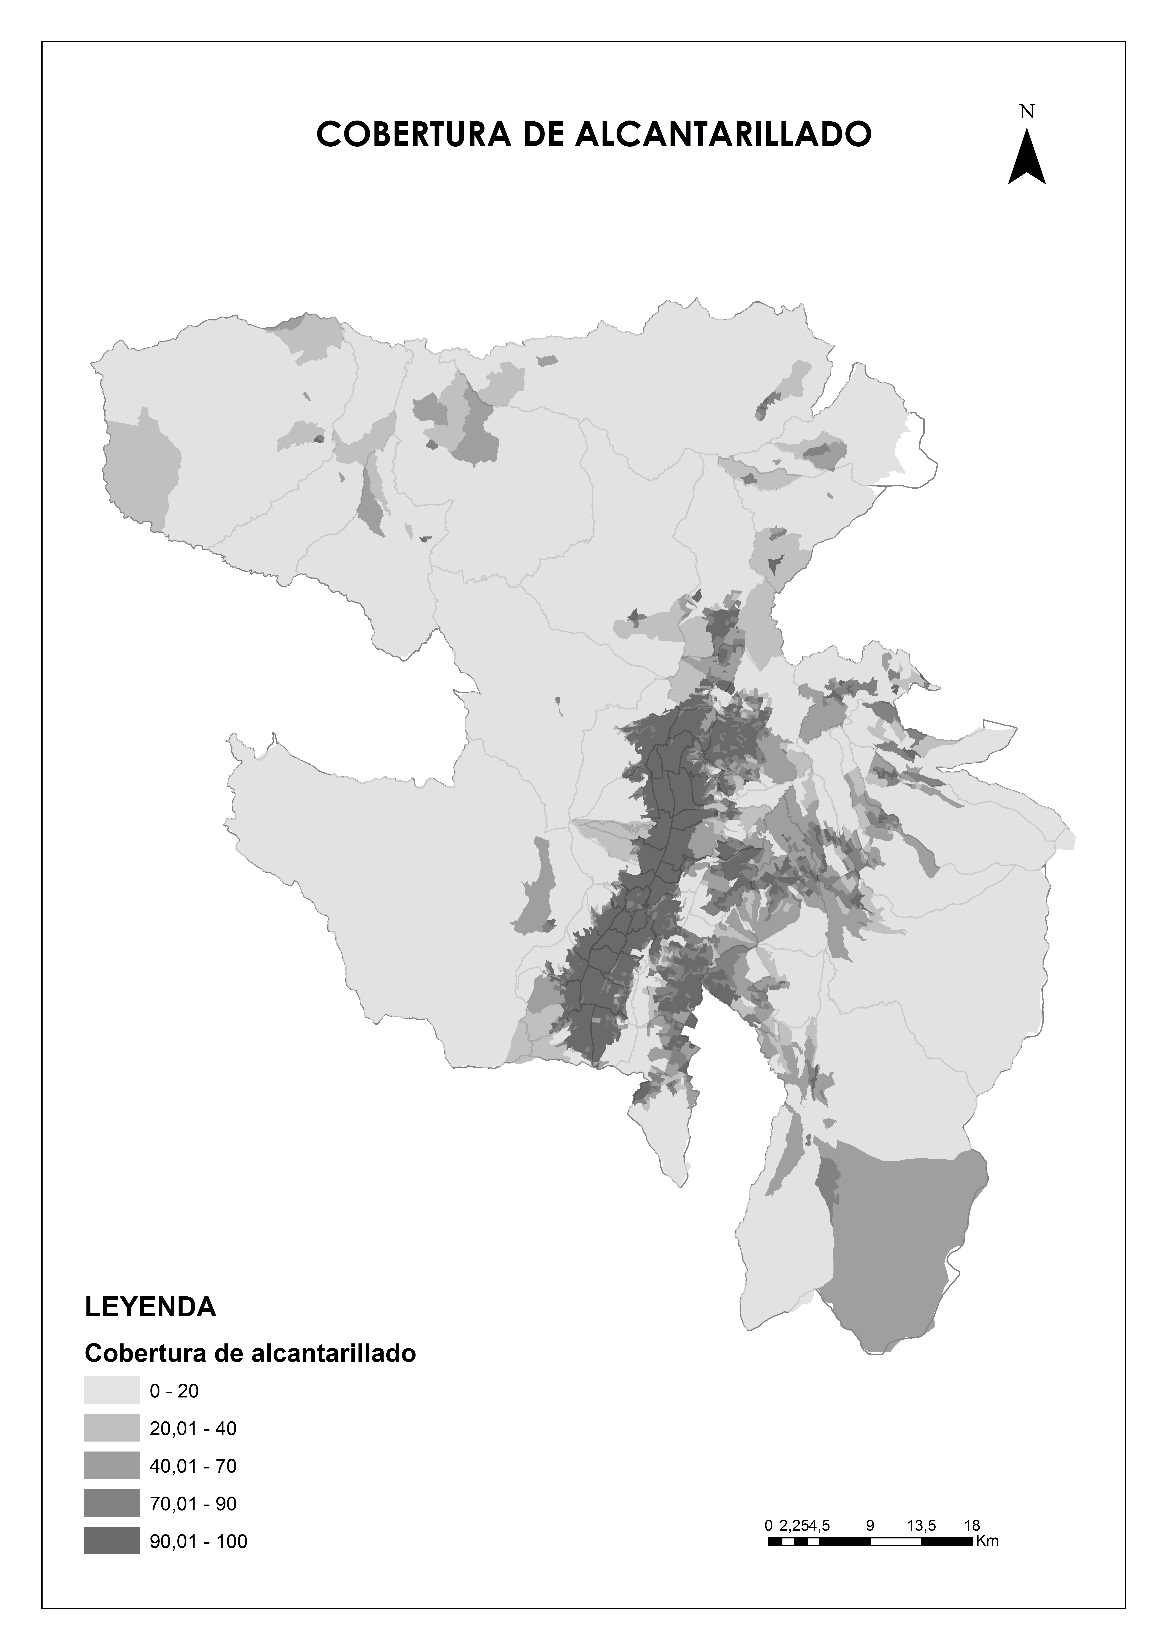 N
COBERTURA DE ALCANTARILLADO
LEYENDA
Cobertura de alcantarillado
0 - 20
20,01 - 40
40,01 - 70
70,01 - 90
90,01 - 100
0 2,254,5 9 13,5 18
Km